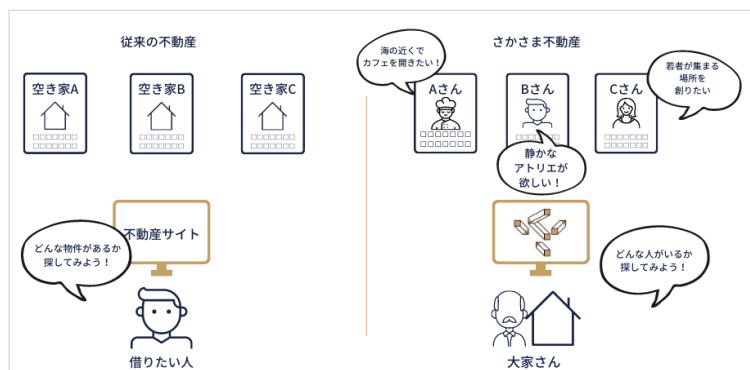 従来の不動産
空き家A
空き家B
空き家C
不動産サイト
どんな物件があるか
探してみよう！
借りたい人
さかさま不動産
海の近くで
カフェを開きたい！
Aさん
Bさん
Cさん
若者が集まる
場所を
創りたい
静かな
アトリエが
欲しい！
どんな人がいるか
探してみよう！
大家さん